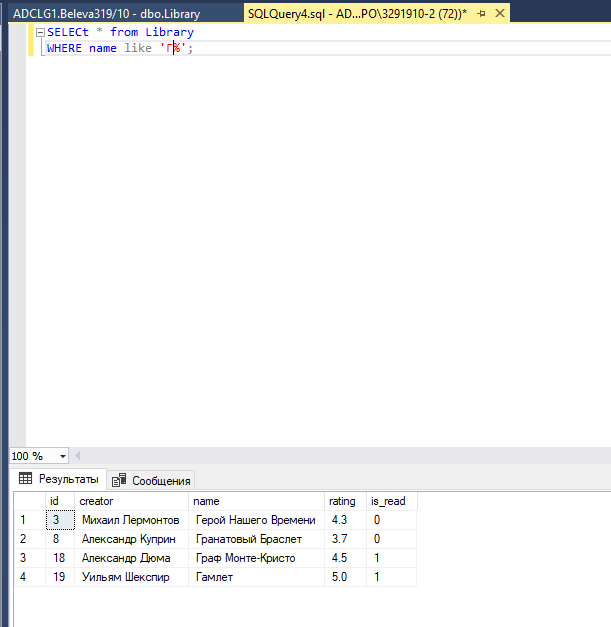 ADCLG1.Beleva319/10 - dbo.Library
SQLQuery4.sql - AD...PO\3291910-2 (72))*
SELECt * from Library
WHERE name like 'Г%';
100 %
Результаты
Сообщения
id creator name rating is_read
1 3 Михаил Лермонтов Герой Нашего Времени 4.3 0
2 8 Александр Куприн Гранатовый Браслет 3.7 0
3 18 Александр Дюма Граф Монте-Кристо 4.5 1
4 19 Уильям Шекспир Гамлет 5.0 1